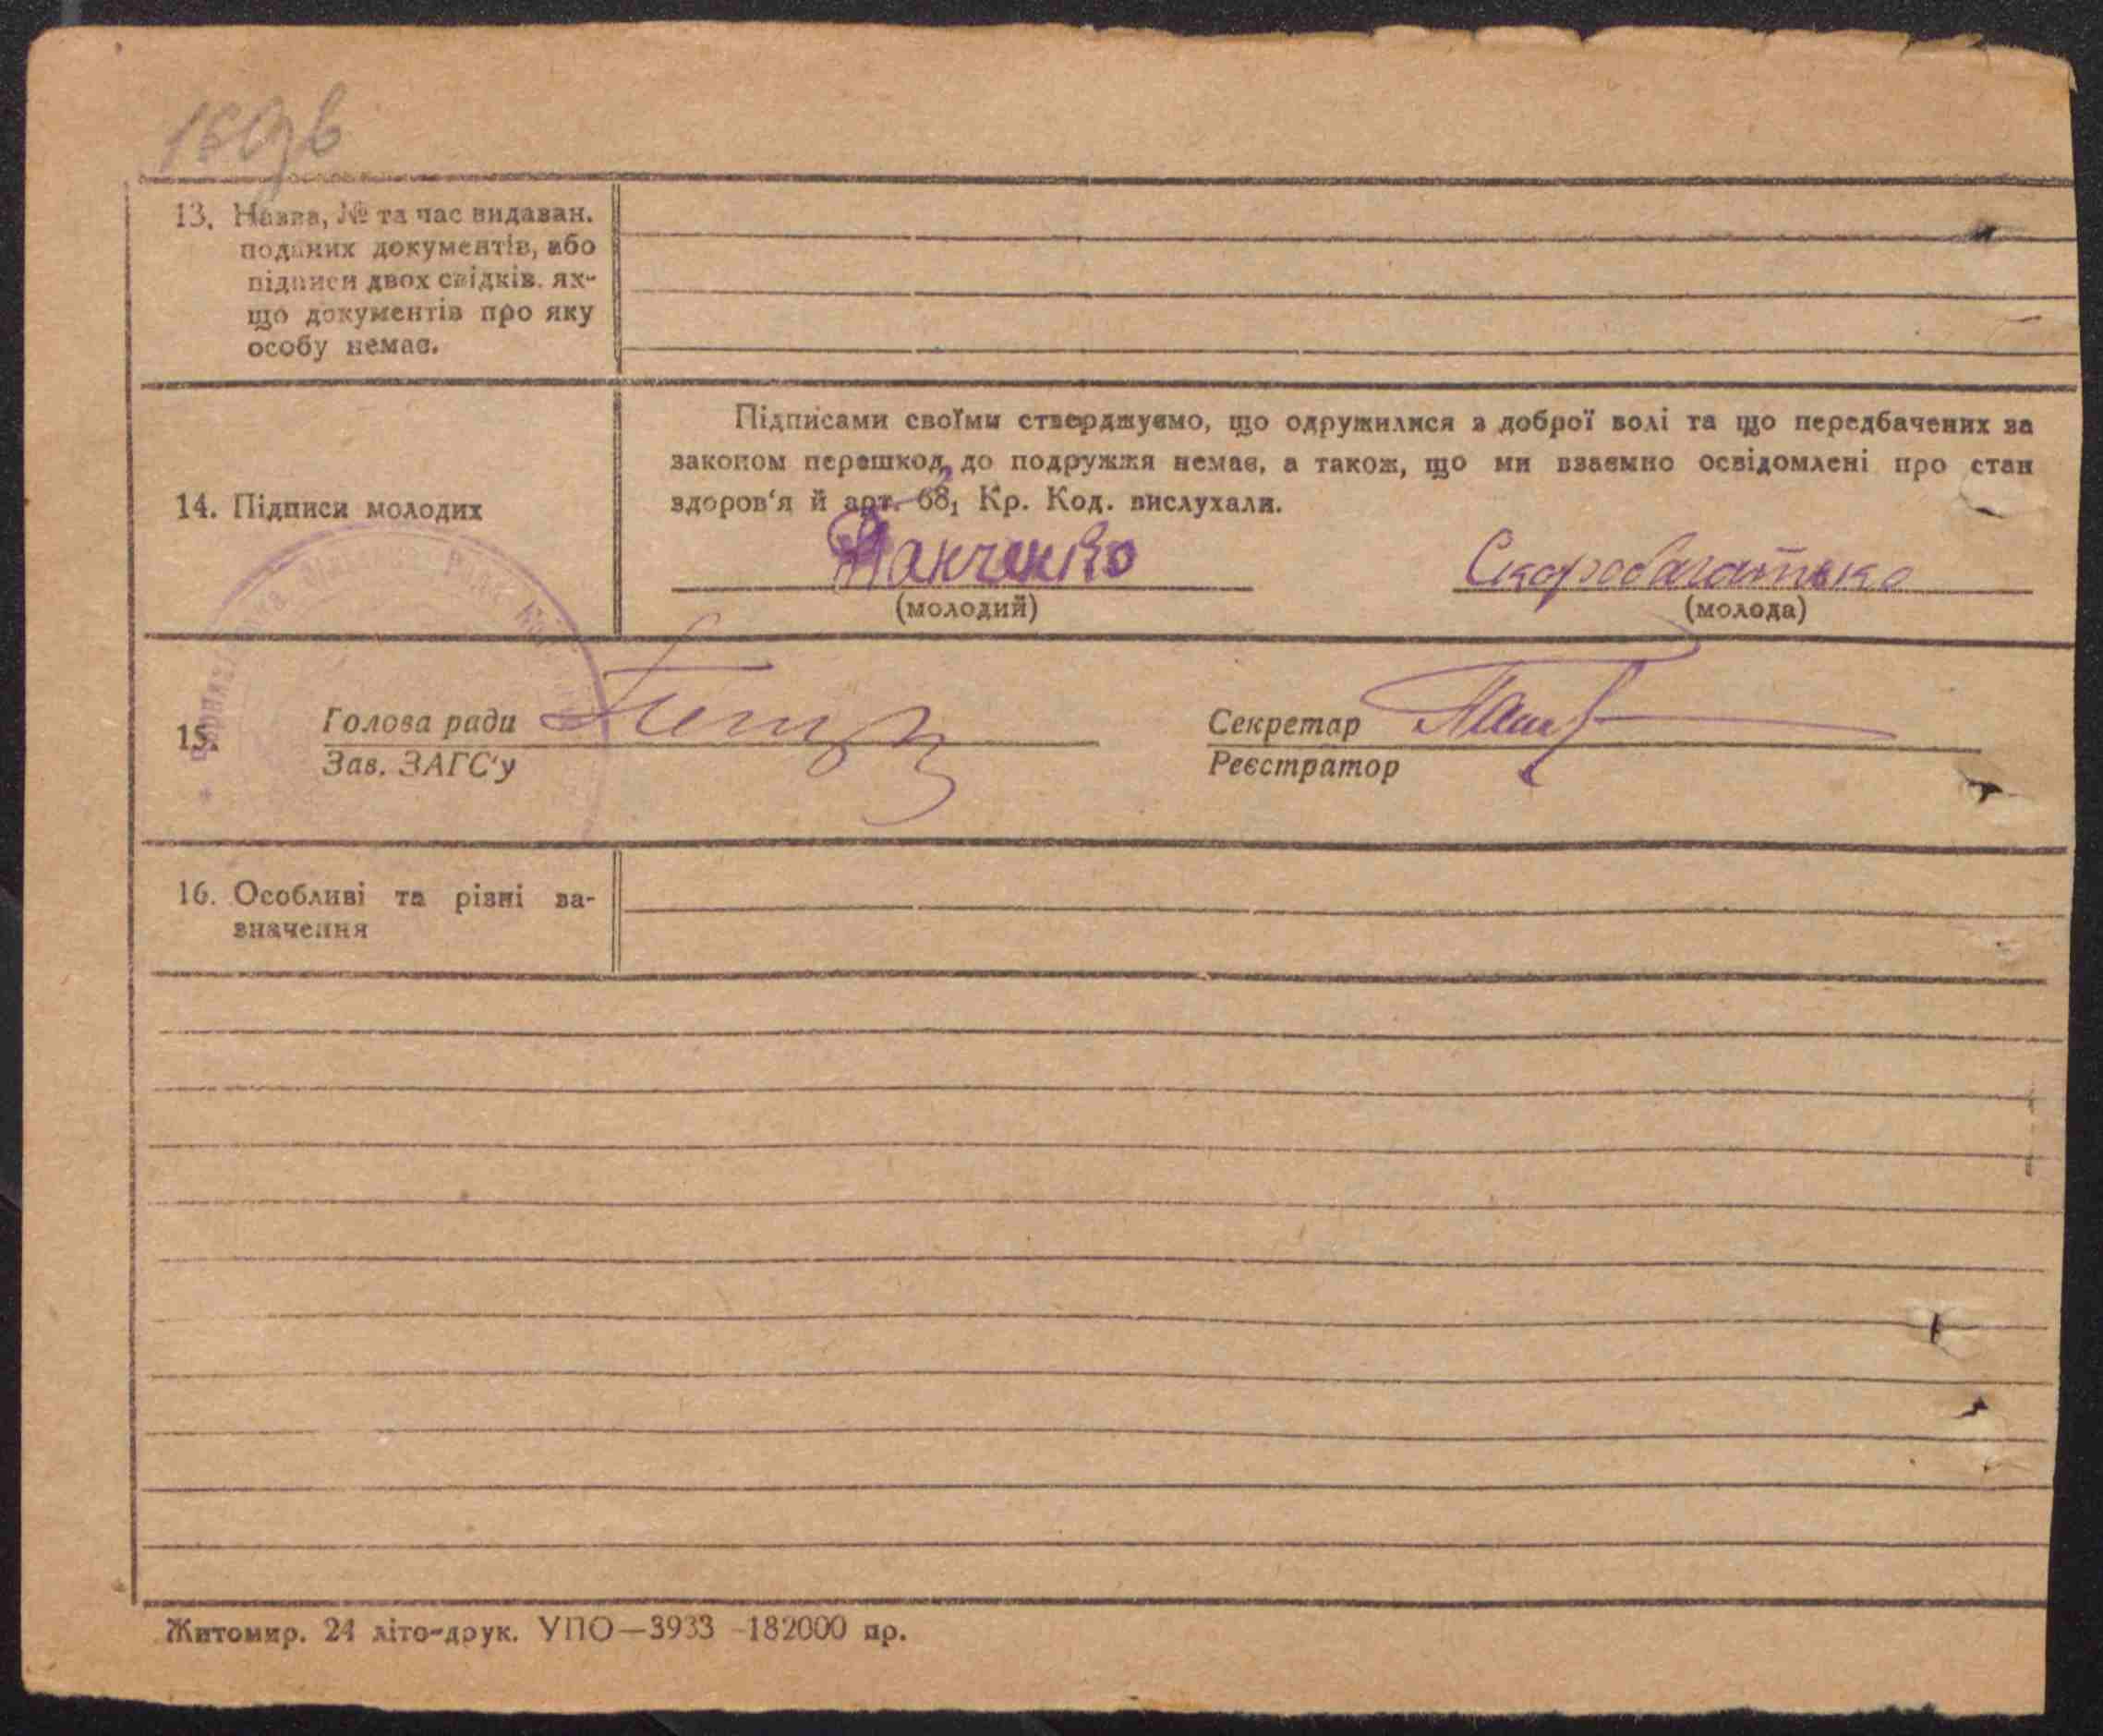 13. Назва, № та час видаван.
поданих документів, або
підписи двох свідків, як-
що документів про яку
особу немає.
Підписами своїми стверджуємо, що одружилися з доброї волі та що передбачених за
законом перешкод до подружжя немає, а також, що ми взаємно освідомлені про стан
здоров'я й арт. 68, Кр. Код. вислухали.
14. Підписи молодих
Панченко Скоробагатько
(молодий) (молода)
15. Голова ради Секретар
Зав. ЗАГС'у Реєстратор
16. Особливі та різні за-
значення
Житомир. 24 літо-друк. УПО—3933 -182000 пр.